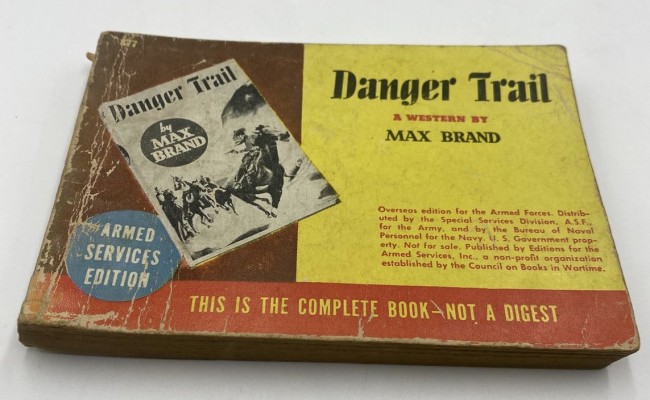 Danger Trail
by
MAX
BRAND
Danger Trail
A WESTERN BY
MAX BRAND
Overseas edition for the Armed Forces. Distrib-
uted by the Special Services Division, A.S.F.,
for the Army, and by the Bureau of Naval
Personnel for the Navy. U. S. Government prop-
erty. Not for sale. Published by Editions for the
Armed Services, Inc., a non-profit organization
established by the Council on Books in Wartime.
ARMED
SERVICES
EDITION
THIS IS THE COMPLETE BOOK—NOT A DIGEST